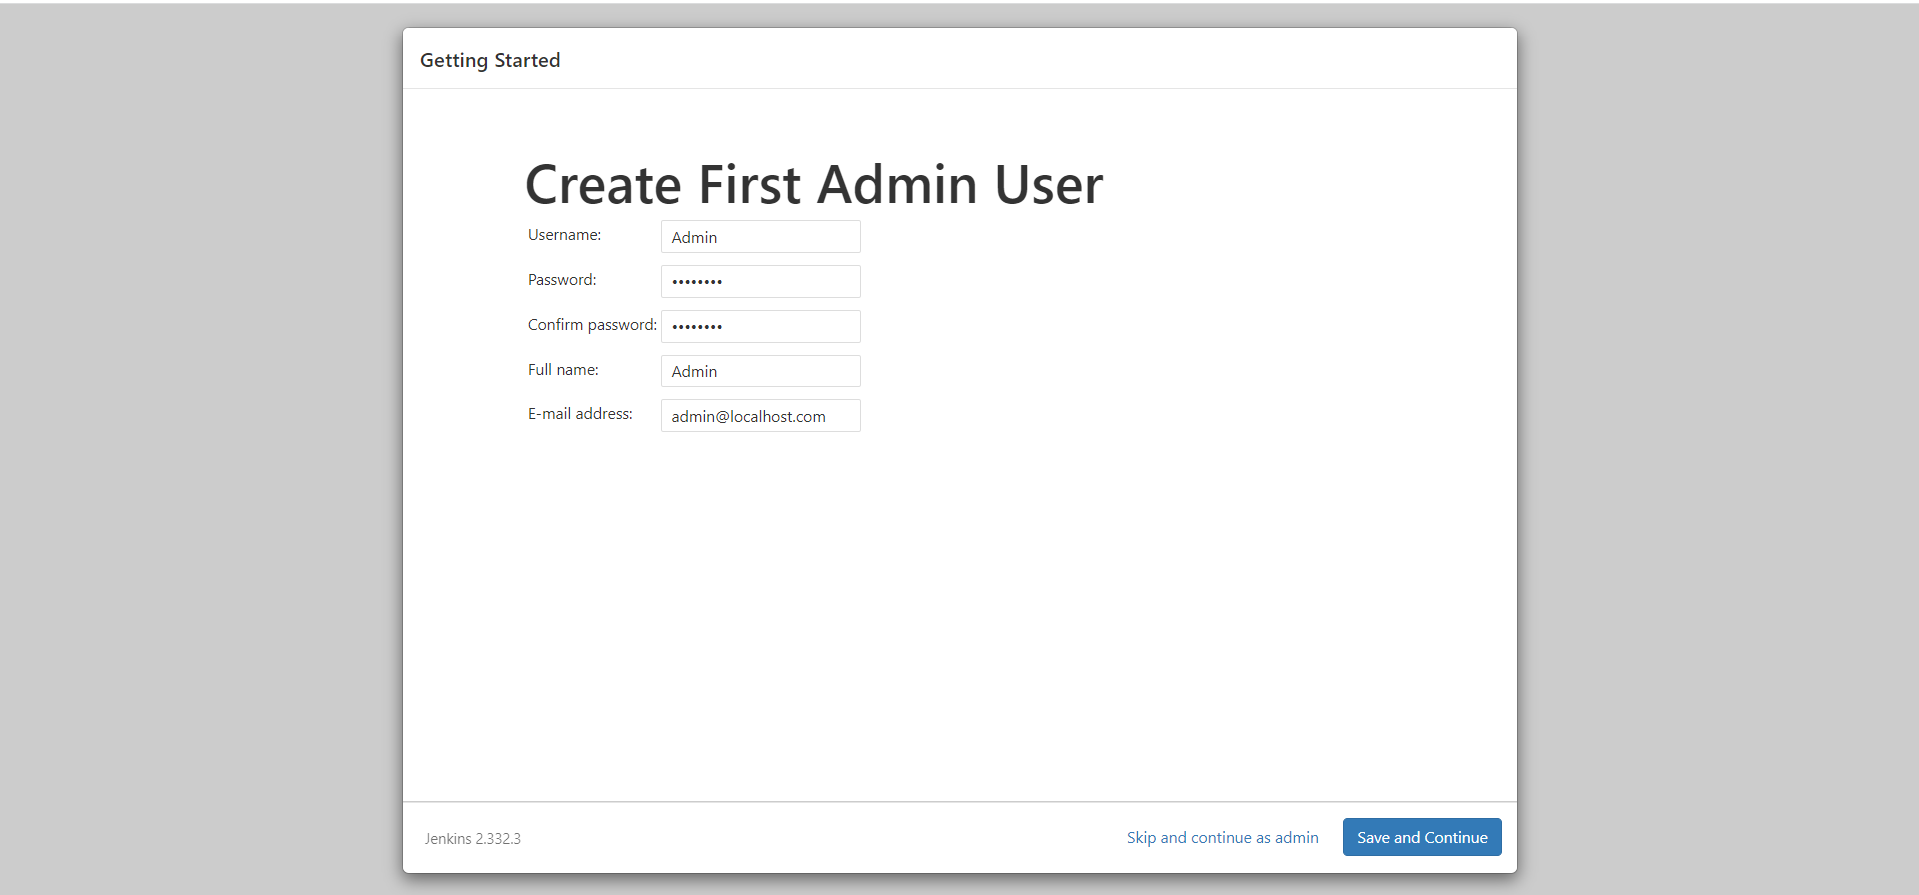 Getting Started
Create First Admin User
Username: Admin
Password: ••••••••
Confirm password: ••••••••
Full name: Admin
E-mail address: admin@localhost.com
Jenkins 2.332.3 Skip and continue as admin Save and Continue